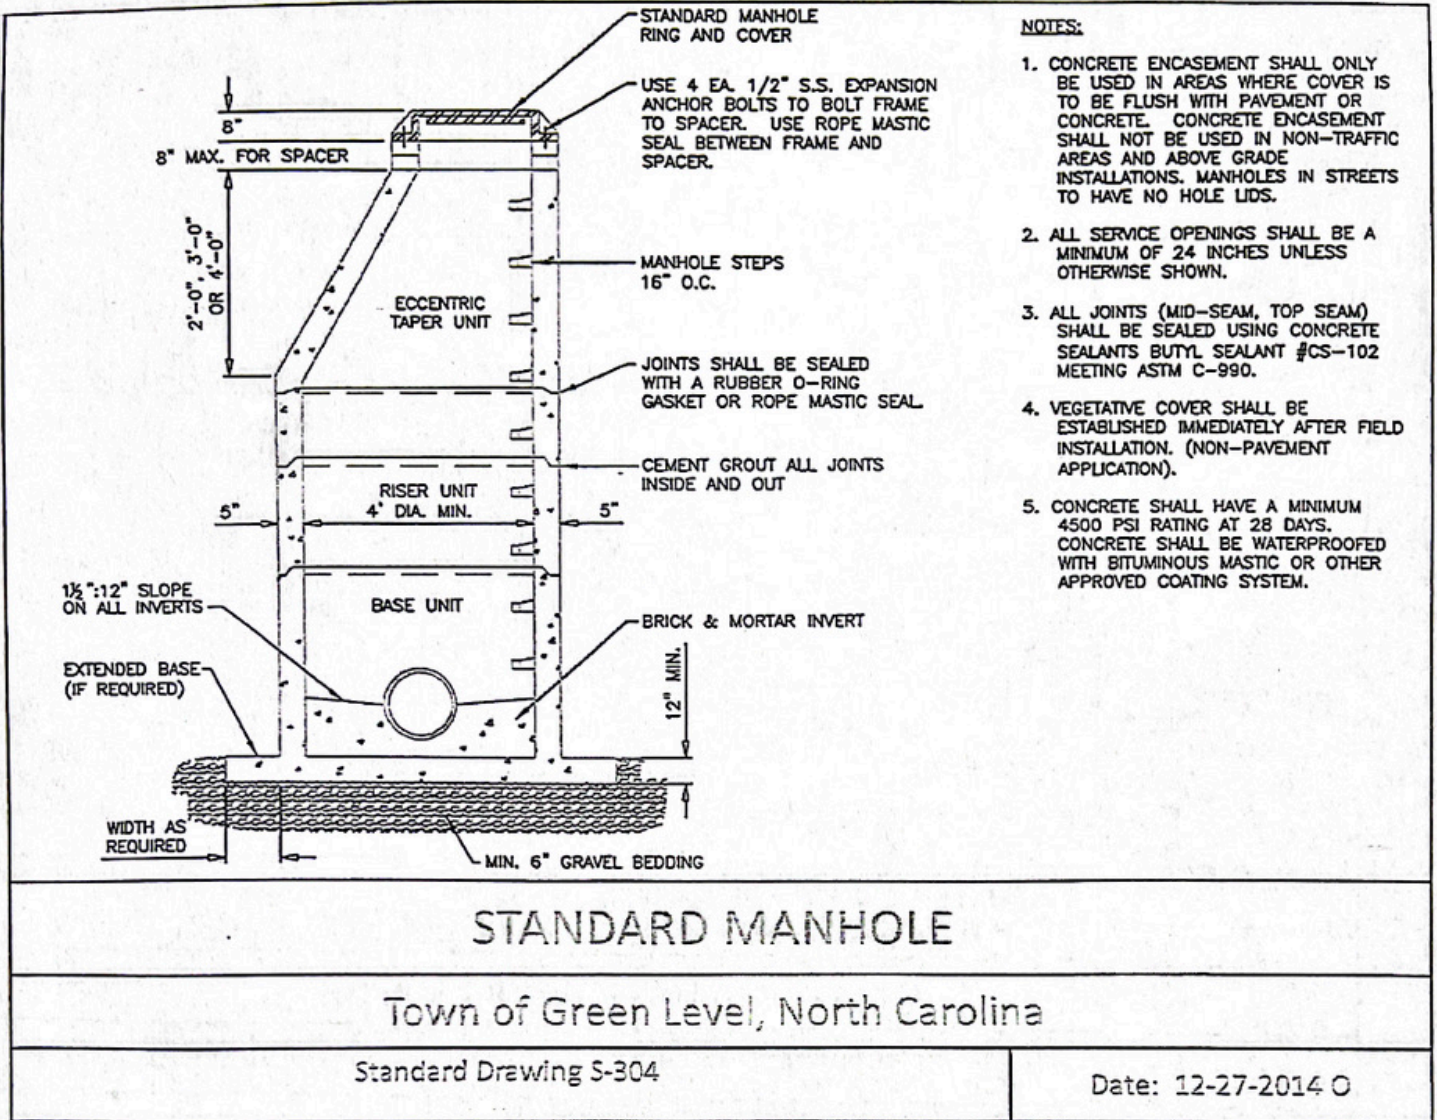 STANDARD MANHOLE
RING AND COVER
USE 4 EA. 1/2" S.S. EXPANSION
ANCHOR BOLTS TO BOLT FRAME
TO SPACER. USE ROPE MASTIC
SEAL BETWEEN FRAME AND
SPACER.
8"
8" MAX. FOR SPACER
2'-0", 3'-0"
OR 4'-0"
ECCENTRIC
TAPER UNIT
MANHOLE STEPS
16" O.C.
JOINTS SHALL BE SEALED
WITH A RUBBER O-RING
GASKET OR ROPE MASTIC SEAL
CEMENT GROUT ALL JOINTS
INSIDE AND OUT
RISER UNIT
5"
4' DIA. MIN.
5"
1½":12" SLOPE
ON ALL INVERTS
BASE UNIT
BRICK & MORTAR INVERT
EXTENDED BASE
(IF REQUIRED)
12" MIN.
WIDTH AS
REQUIRED
MIN. 6" GRAVEL BEDDING
NOTES:
1. CONCRETE ENCASEMENT SHALL ONLY
BE USED IN AREAS WHERE COVER IS
TO BE FLUSH WITH PAVEMENT OR
CONCRETE. CONCRETE ENCASEMENT
SHALL NOT BE USED IN NON-TRAFFIC
AREAS AND ABOVE GRADE
INSTALLATIONS. MANHOLES IN STREETS
TO HAVE NO HOLE LIDS.
2. ALL SERVICE OPENINGS SHALL BE A
MINIMUM OF 24 INCHES UNLESS
OTHERWISE SHOWN.
3. ALL JOINTS (MID-SEAM, TOP SEAM)
SHALL BE SEALED USING CONCRETE
SEALANTS BUTYL SEALANT #CS-102
MEETING ASTM C-990.
4. VEGETATIVE COVER SHALL BE
ESTABLISHED IMMEDIATELY AFTER FIELD
INSTALLATION. (NON-PAVEMENT
APPLICATION).
5. CONCRETE SHALL HAVE A MINIMUM
4500 PSI RATING AT 28 DAYS.
CONCRETE SHALL BE WATERPROOFED
WITH BITUMINOUS MASTIC OR OTHER
APPROVED COATING SYSTEM.
STANDARD MANHOLE
Town of Green Level, North Carolina
Standard Drawing S-304
Date: 12-27-2014 O